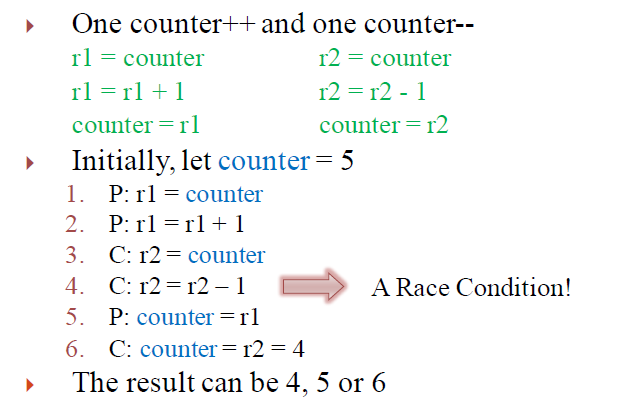 One counter++ and one counter--
r1 = counter r2 = counter
r1 = r1 + 1 r2 = r2 - 1
counter = r1 counter = r2
Initially, let counter = 5
1. P: r1 = counter
2. P: r1 = r1 + 1
3. C: r2 = counter
4. C: r2 = r2 – 1 A Race Condition!
5. P: counter = r1
6. C: counter = r2 = 4
The result can be 4, 5 or 6